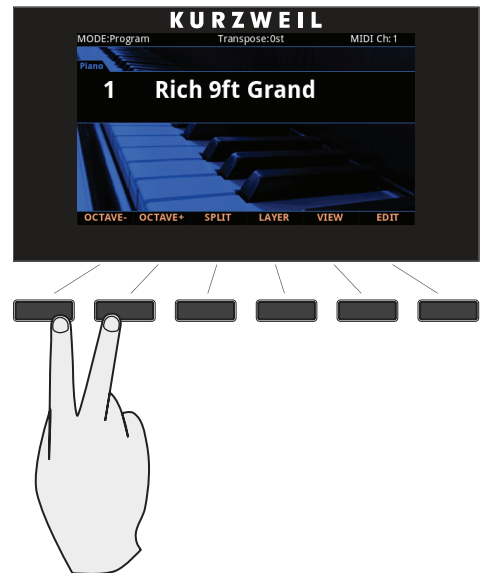 KURZWEIL
MODE:Program Transpose:0st MIDI Ch:1
Piano
1 Rich 9ft Grand
OCTAVE- OCTAVE+ SPLIT LAYER VIEW EDIT